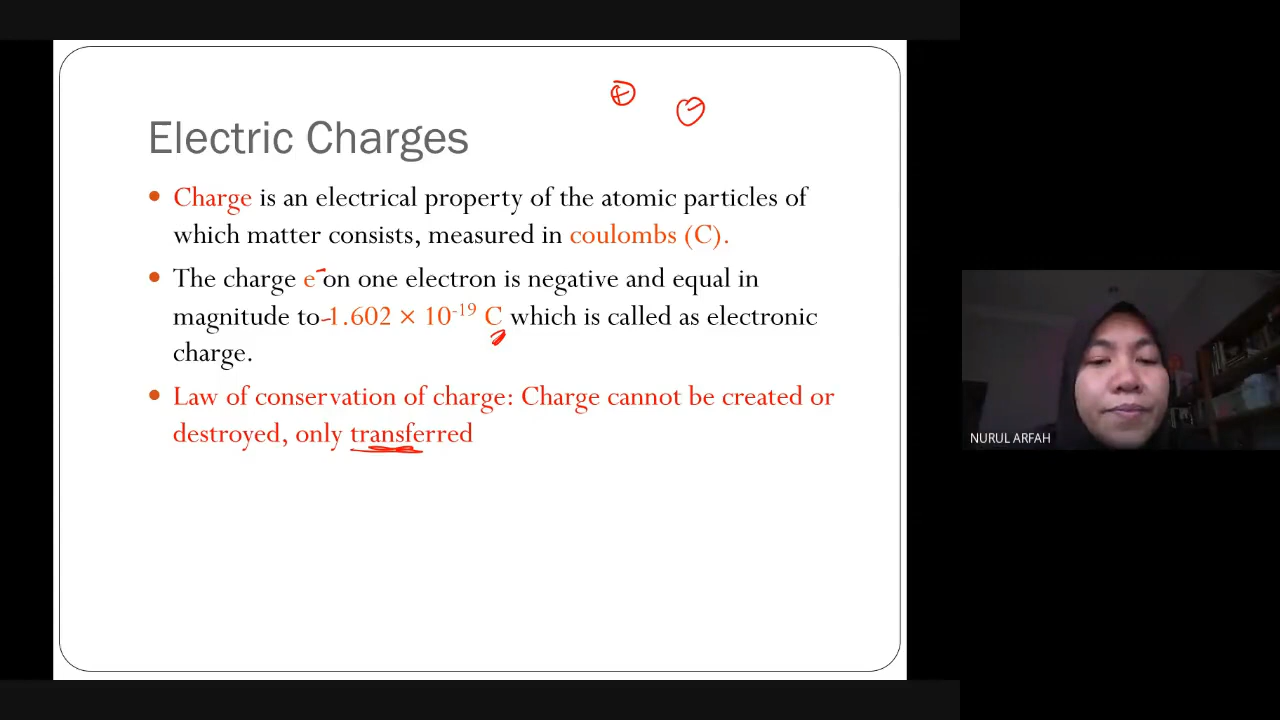 + -
Electric Charges
• Charge is an electrical property of the atomic particles of
which matter consists, measured in coulombs (C).
• The charge e⁻ on one electron is negative and equal in
magnitude to -1.602 × 10⁻¹⁹ C which is called as electronic
charge.
• Law of conservation of charge: Charge cannot be created or
destroyed, only transferred
NURUL ARFAH